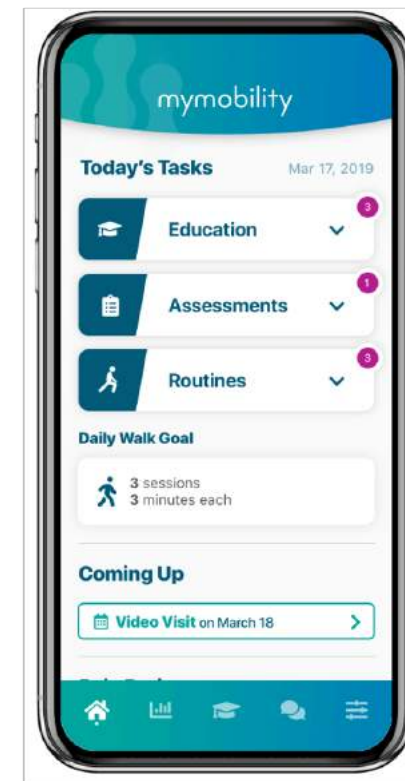 mymobility
Today's Tasks
Mar 17, 2019
3
Education
1
Assessments
3
Routines
Daily Walk Goal
3 sessions
3 minutes each
Coming Up
Video Visit on March 18